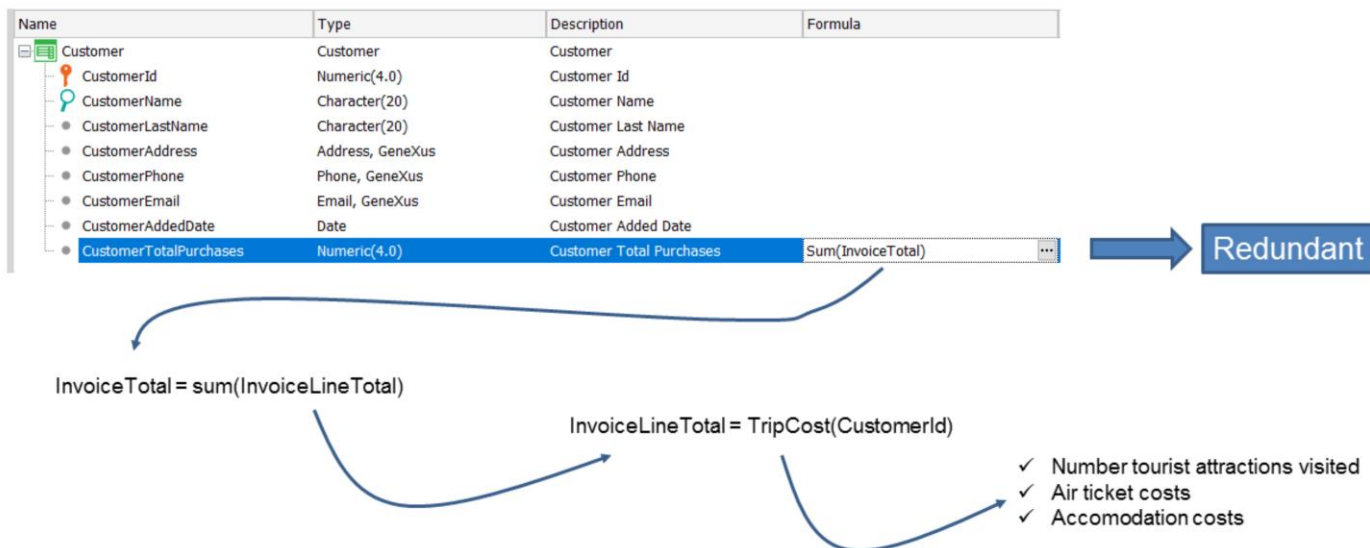 Name Type Description Formula
Customer Customer Customer
CustomerId Numeric(4.0) Customer Id
CustomerName Character(20) Customer Name
CustomerLastName Character(20) Customer Last Name
CustomerAddress Address, GeneXus Customer Address
CustomerPhone Phone, GeneXus Customer Phone
CustomerEmail Email, GeneXus Customer Email
CustomerAddedDate Date Customer Added Date
CustomerTotalPurchases Numeric(4.0) Customer Total Purchases Sum(InvoiceTotal) ...
Redundant
InvoiceTotal = sum(InvoiceLineTotal)
InvoiceLineTotal = TripCost(CustomerId)
✓ Number tourist attractions visited
✓ Air ticket costs
✓ Accomodation costs